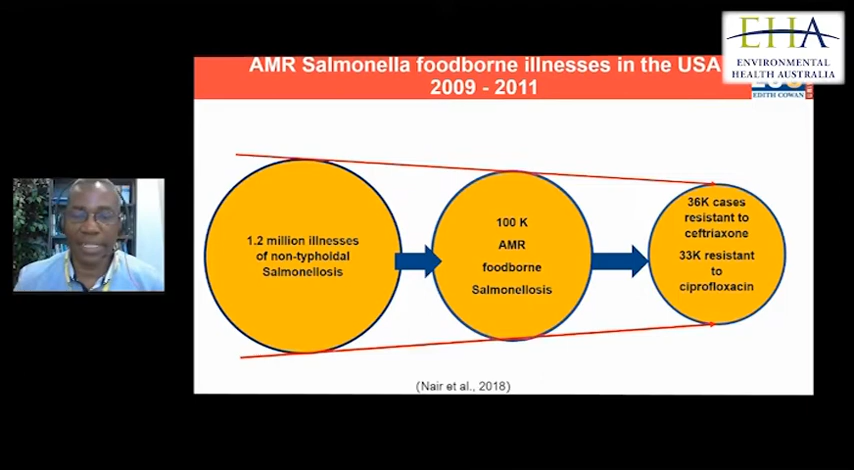 EHA
ENVIRONMENTAL
HEALTH AUSTRALIA
AMR Salmonella foodborne illnesses in the USA
2009 - 2011
EDITH COWAN
1.2 million illnesses
of non-typhoidal
Salmonellosis
100 K
AMR
foodborne
Salmonellosis
36K cases
resistant to
ceftriaxone
33K resistant
to
ciprofloxacin
(Nair et al., 2018)